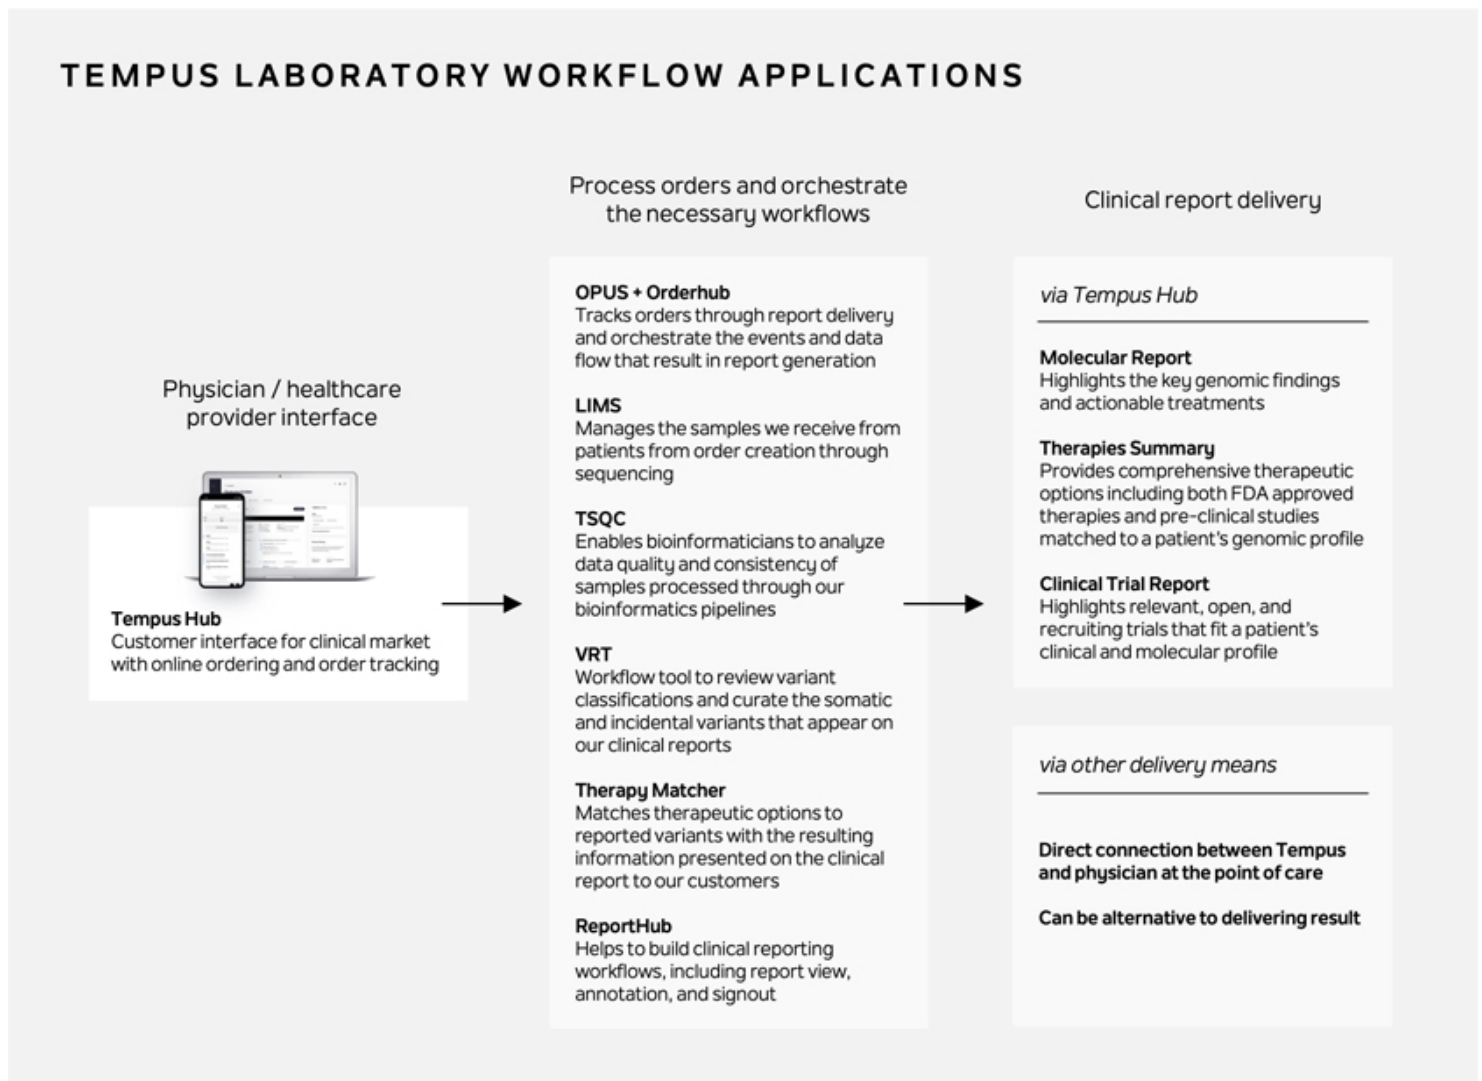 TEMPUS LABORATORY WORKFLOW APPLICATIONS
Physician / healthcare
provider interface
Tempus Hub
Customer interface for clinical market
with online ordering and order tracking
Process orders and orchestrate
the necessary workflows
OPUS + Orderhub
Tracks orders through report delivery
and orchestrate the events and data
flow that result in report generation
LIMS
Manages the samples we receive from
patients from order creation through
sequencing
TSQC
Enables bioinformaticians to analyze
data quality and consistency of
samples processed through our
bioinformatics pipelines
VRT
Workflow tool to review variant
classifications and curate the somatic
and incidental variants that appear on
our clinical reports
Therapy Matcher
Matches therapeutic options to
reported variants with the resulting
information presented on the clinical
report to our customers
ReportHub
Helps to build clinical reporting
workflows, including report view,
annotation, and signout
Clinical report delivery
via Tempus Hub
Molecular Report
Highlights the key genomic findings
and actionable treatments
Therapies Summary
Provides comprehensive therapeutic
options including both FDA approved
therapies and pre-clinical studies
matched to a patient's genomic profile
Clinical Trial Report
Highlights relevant, open, and
recruiting trials that fit a patient's
clinical and molecular profile
via other delivery means
Direct connection between Tempus
and physician at the point of care
Can be alternative to delivering result